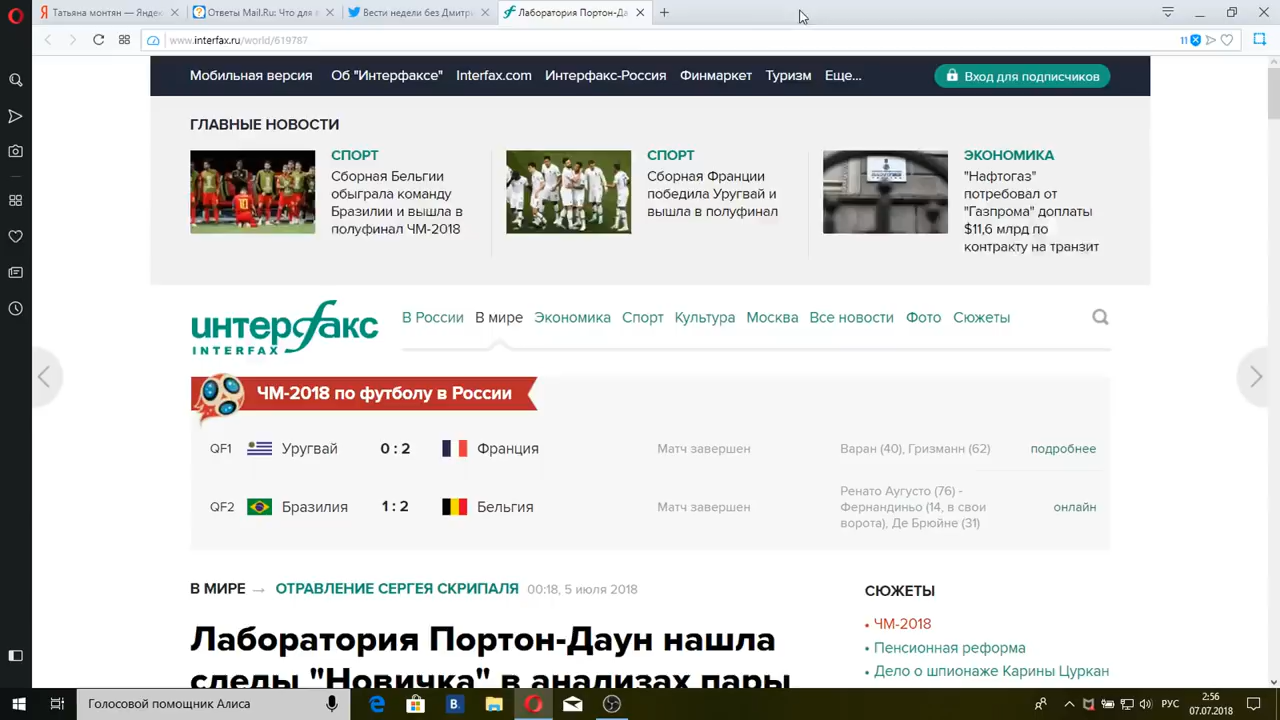 Татьяна монтян — Яндек
Ответы Mail.Ru: Что для в
Вести недели без Дмитр
Лаборатория Портон-Да
www.interfax.ru/world/619787
11
Мобильная версия
Об "Интерфаксе"
Interfax.com
Интерфакс-Россия
Финмаркет
Туризм
Еще...
Вход для подписчиков
ГЛАВНЫЕ НОВОСТИ
СПОРТ
Сборная Бельгии
обыграла команду
Бразилии и вышла в
полуфинал ЧМ-2018
СПОРТ
Сборная Франции
победила Уругвай и
вышла в полуфинал
ЭКОНОМИКА
"Нафтогаз"
потребовал от
"Газпрома" доплаты
$11,6 млрд по
контракту на транзит
интерфакс
INTERFAX
В России
В мире
Экономика
Спорт
Культура
Москва
Все новости
Фото
Сюжеты
ЧМ-2018 по футболу в России
QF1 Уругвай 0 : 2 Франция Матч завершен Варан (40), Гризманн (62) подробнее
QF2 Бразилия 1 : 2 Бельгия Матч завершен
Ренато Аугусто (76) -
Фернандиньо (14, в свои
ворота), Де Брюйне (31)
онлайн
В МИРЕ → ОТРАВЛЕНИЕ СЕРГЕЯ СКРИПАЛЯ 00:18, 5 июля 2018
Лаборатория Портон-Даун нашла
следы "Новичка" в анализах пары
СЮЖЕТЫ
• ЧМ-2018
• Пенсионная реформа
• Дело о шпионаже Карины Цуркан
Голосовой помощник Алиса
РУС
2:56
07.07.2018